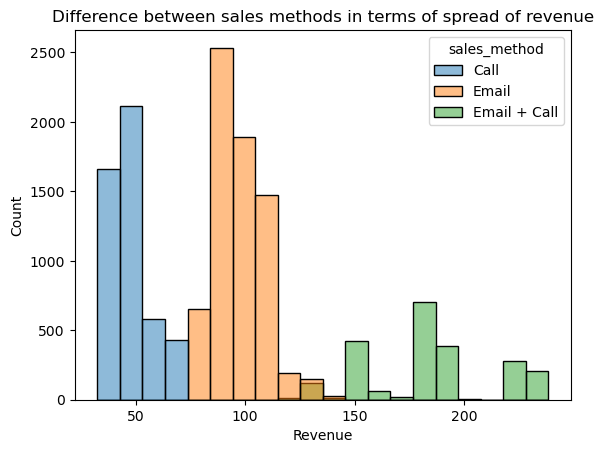 Difference between sales methods in terms of spread of revenue
sales_method
Call
Email
Email + Call
2500
2000
1500
1000
500
0
Count
50
100
150
200
Revenue